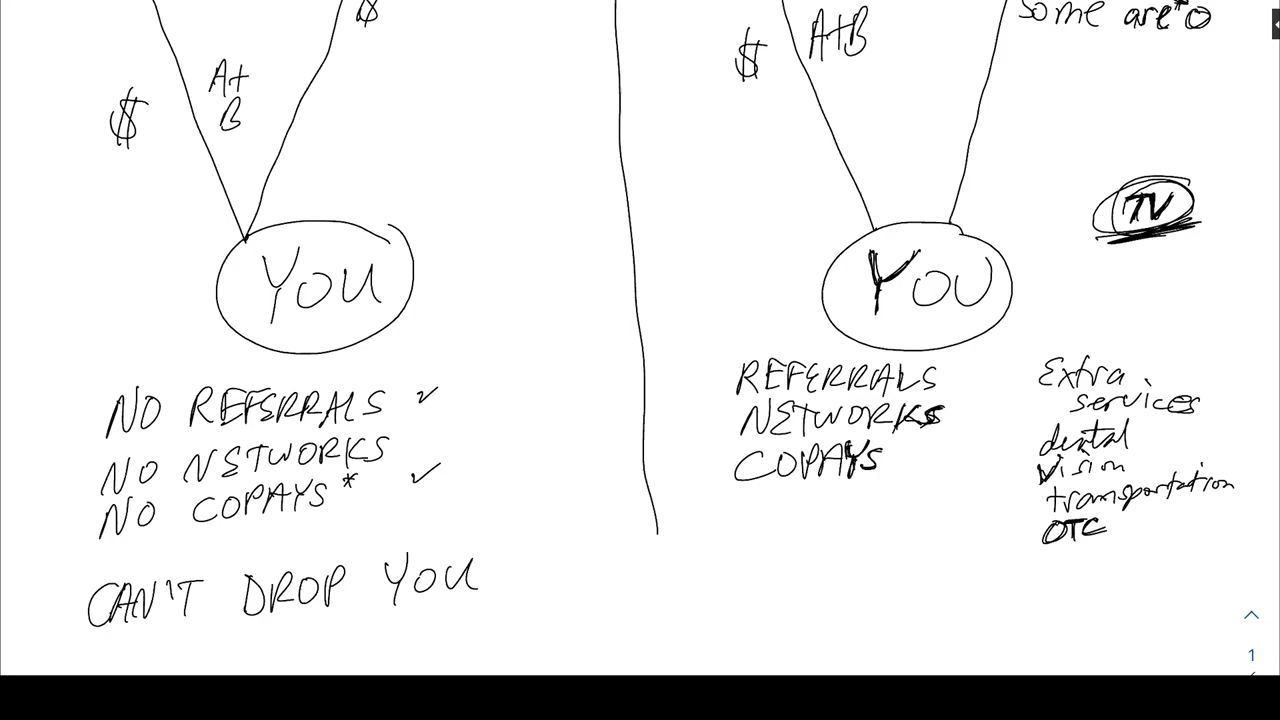 $
A+
B
$
YOU
NO REFERRALS ✓
NO NETWORKS
NO COPAYS* ✓
CAN'T DROP YOU
$
A+B
some are *0
TV
YOU
REFERRALS
NETWORKS
COPAYS
Extra
services
dental
vision
transportation
OTC
1